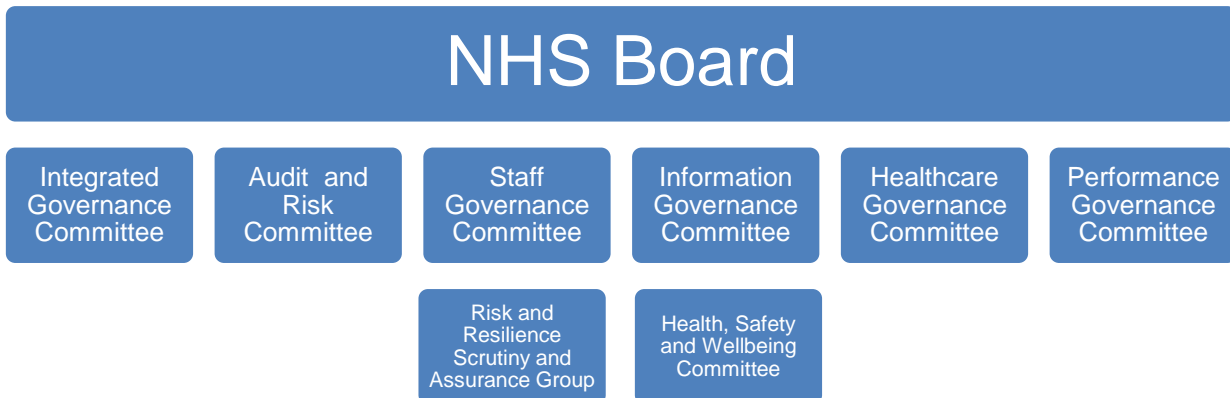 NHS Board
Integrated
Governance
Committee
Audit and
Risk
Committee
Staff
Governance
Committee
Information
Governance
Committee
Healthcare
Governance
Committee
Performance
Governance
Committee
Risk and
Resilience
Scrutiny and
Assurance Group
Health, Safety
and Wellbeing
Committee